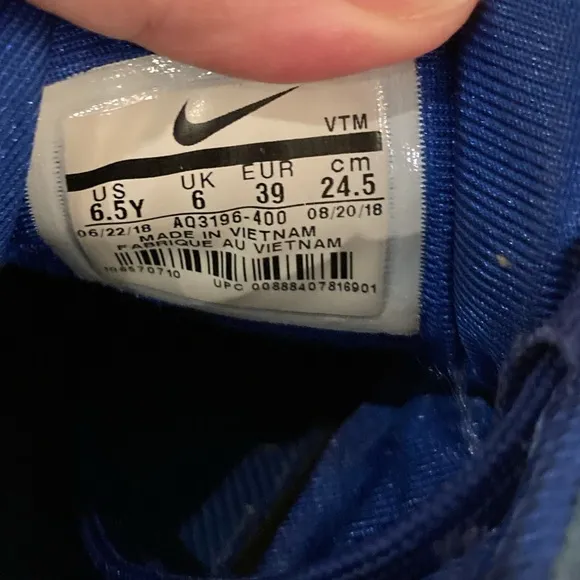 VTM
US UK EUR cm
6.5Y 6 39 24.5
06/22/18 AQ3196-400 08/20/18
MADE IN VIETNAM
FABRIQUE AU VIETNAM
UPC 00888407816901